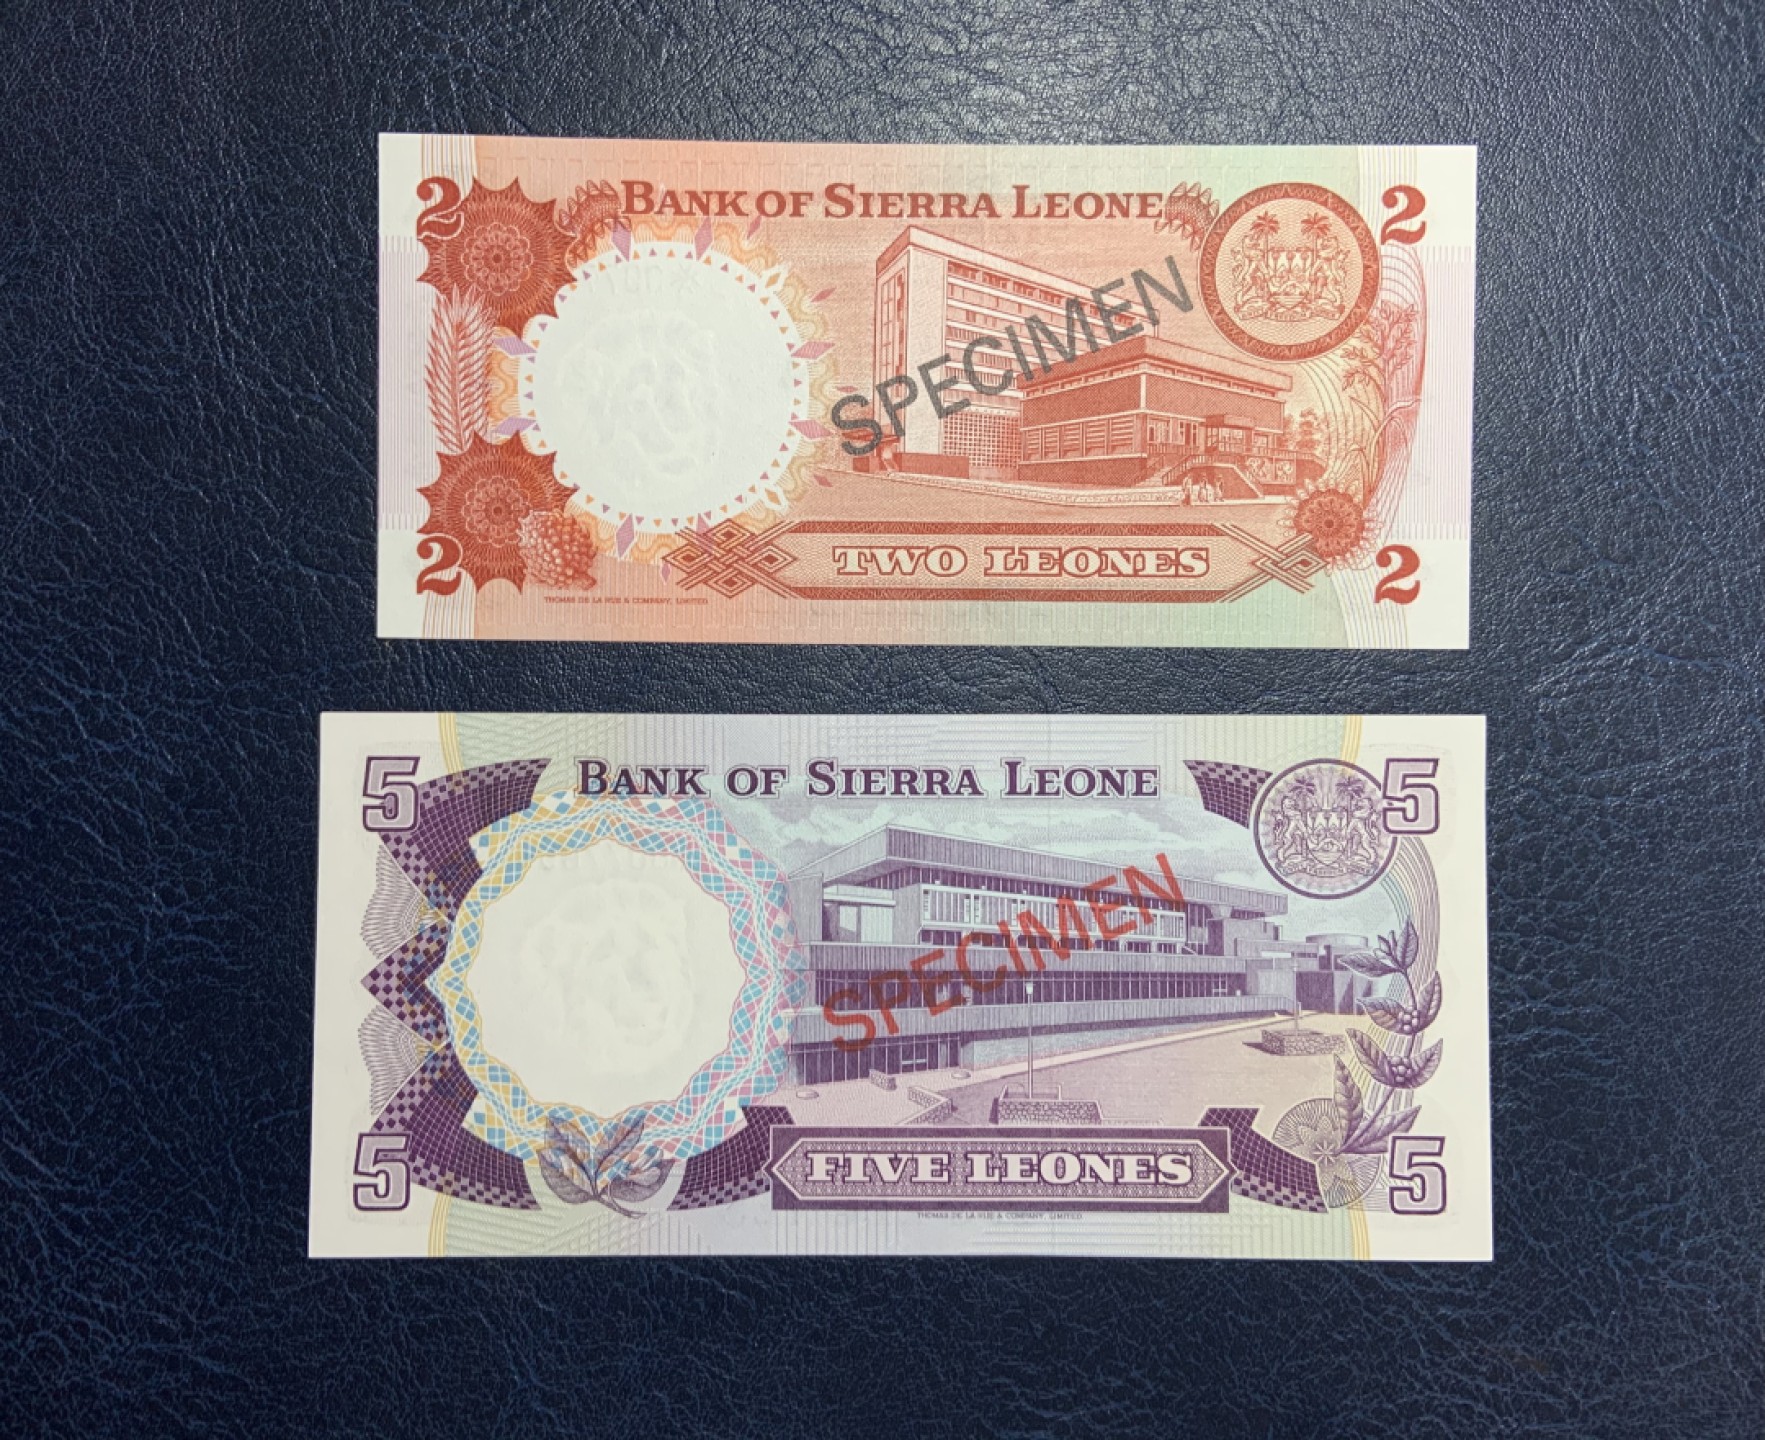 2 BANK OF SIERRA LEONE 2
SPECIMEN
2 TWO LEONES 2
THOMAS DE LA RUE & COMPANY, LIMITED
5 BANK OF SIERRA LEONE 5
SPECIMEN
5 FIVE LEONES 5
THOMAS DE LA RUE & COMPANY, LIMITED